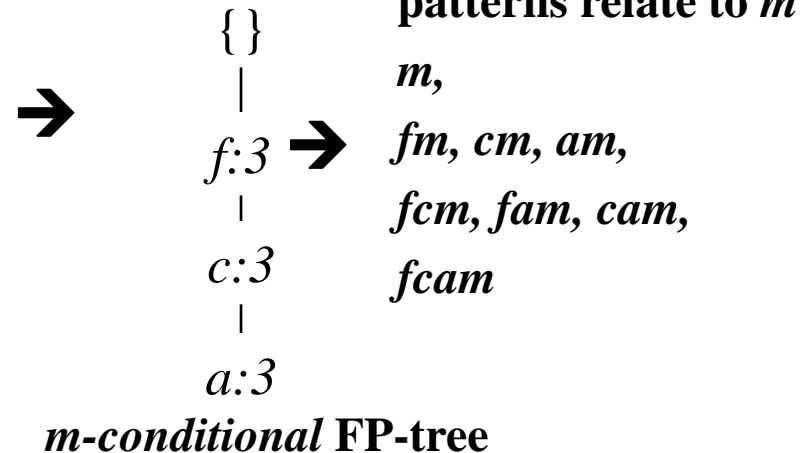 patterns relate to m
{}
m,
f:3
fm, cm, am,
fcm, fam, cam,
c:3
fcam
a:3
m-conditional FP-tree